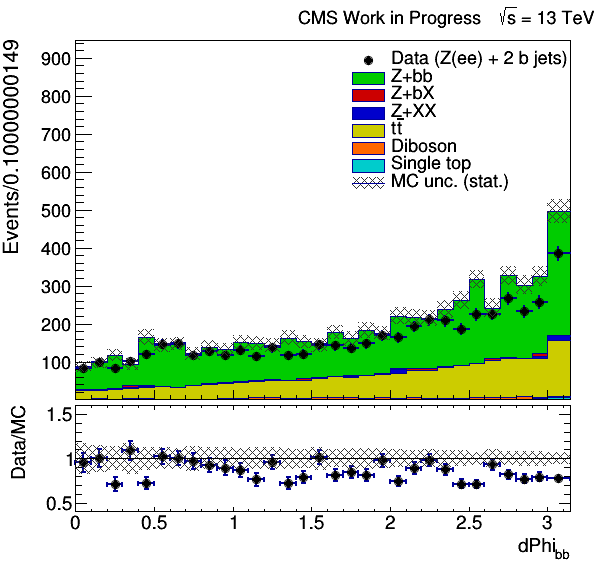 CMS Work in Progress √s = 13 TeV
Events/0.10000000149
900
800
700
600
500
400
300
200
100
Data (Z(ee) + 2 b jets)
Z+bb
Z+bX
Z+XX
tt̄
Diboson
Single top
MC unc. (stat.)
Data/MC
1.5
1
0.5
0 0.5 1 1.5 2 2.5 3
dPhi_bb